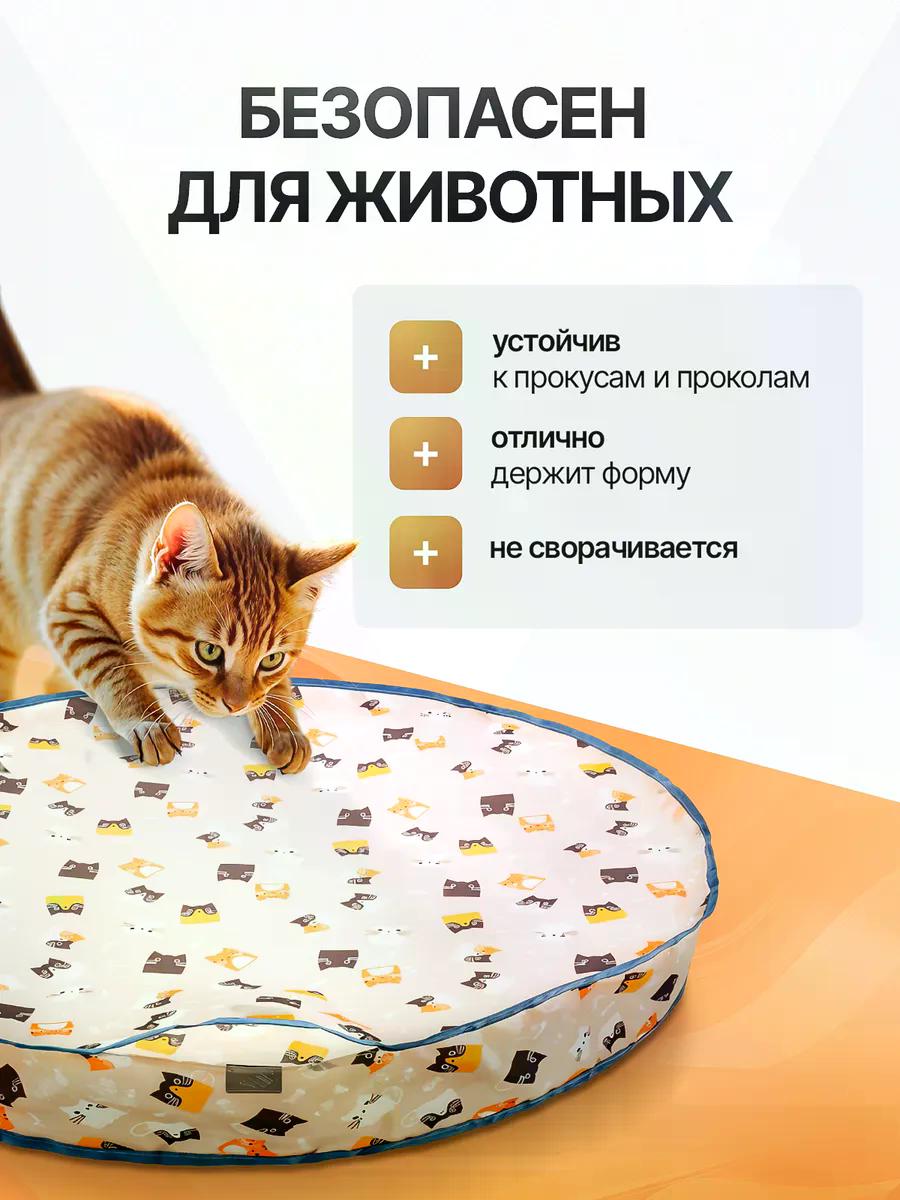 БЕЗОПАСЕН
ДЛЯ ЖИВОТНЫХ
+ устойчив
к прокусам и проколам
+ отлично
держит форму
+ не сворачивается